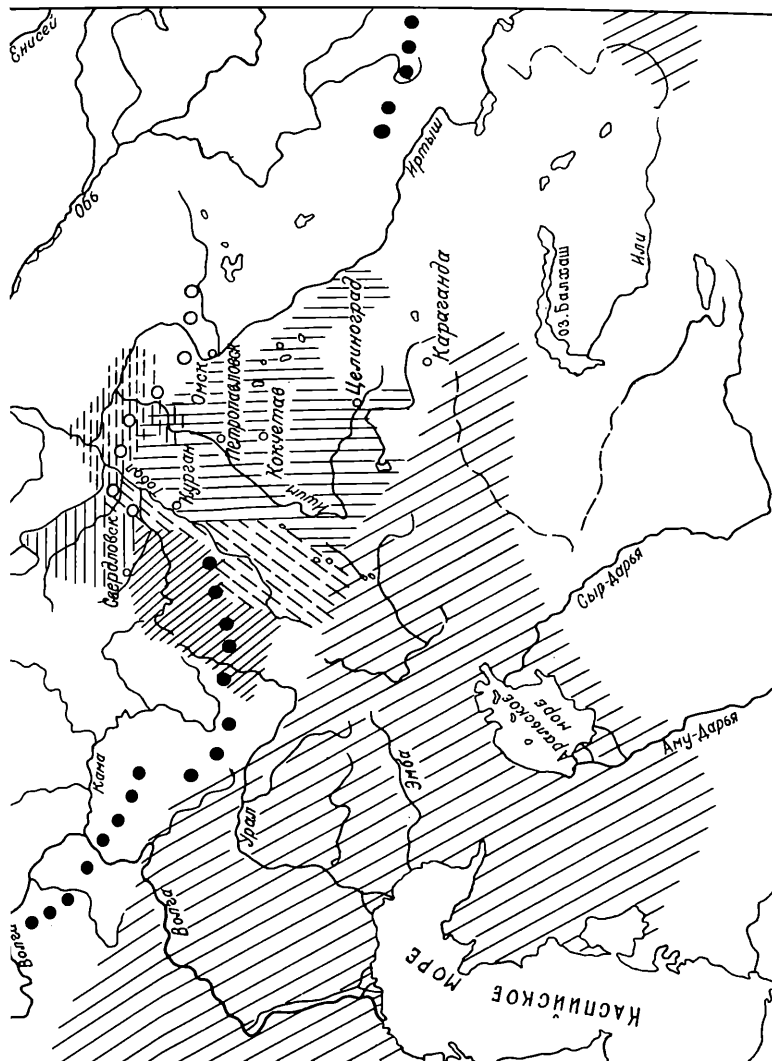 Енисей
Обь
Иртыш
Или
оз. Балхаш
Караганда
Целиноград
Омск
Петропавловск
Кокчетав
Курган
Тобол
Ишим
Свердловск
Сыр-Дарья
Аральское
море
Аму-Дарья
Кама
Эмба
Урал
Волга
Волга
КАСПИЙСКОЕ
МОРЕ